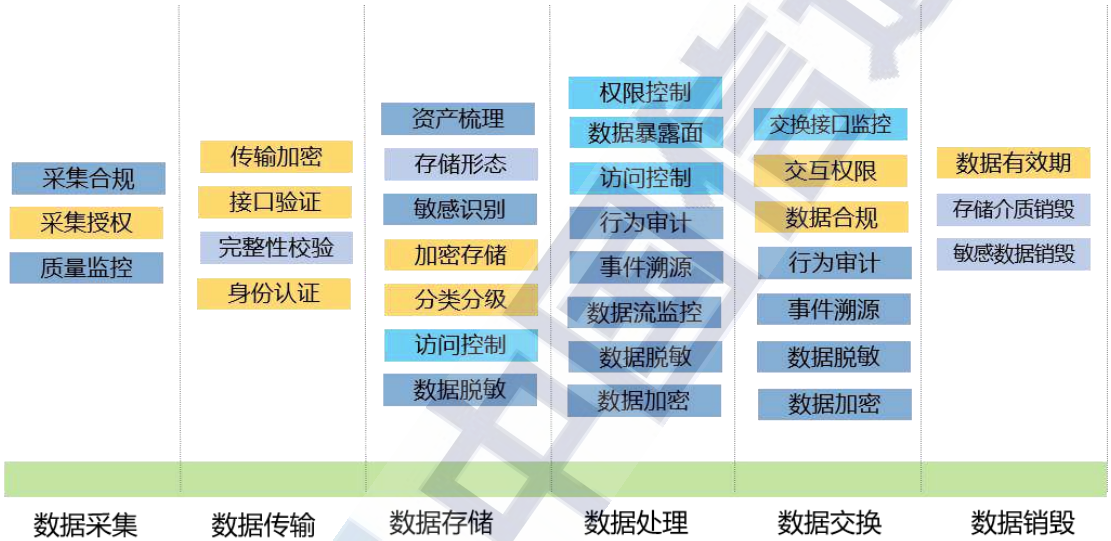 采集合规
采集授权
质量监控
传输加密
接口验证
完整性校验
身份认证
资产梳理
存储形态
敏感识别
加密存储
分类分级
访问控制
数据脱敏
权限控制
数据暴露面
访问控制
行为审计
事件溯源
数据流监控
数据脱敏
数据加密
交换接口监控
交互权限
数据合规
行为审计
事件溯源
数据脱敏
数据加密
数据有效期
存储介质销毁
敏感数据销毁
数据采集
数据传输
数据存储
数据处理
数据交换
数据销毁
中国信通